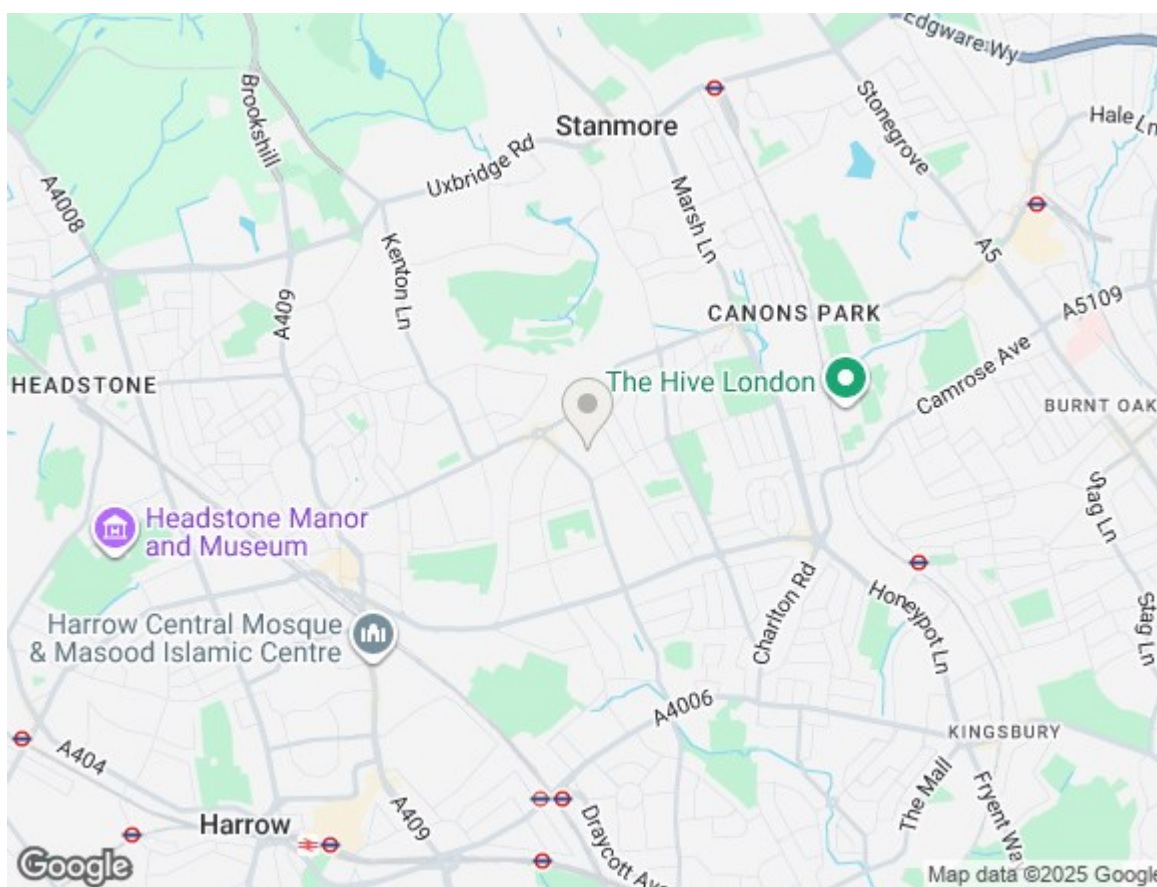 Edgware Wy
Brookshill
Stonegrove
Hale Ln
Stanmore
Uxbridge Rd
A4008
Marsh Ln
Kenton Ln
A5
CANONS PARK
A5109
A409
HEADSTONE
The Hive London
Camrose Ave
BURNT OAK
Stag Ln
Headstone Manor
and Museum
Honeypot Ln
Charlton Rd
Stag Ln
Harrow Central Mosque
& Masood Islamic Centre
A4006
KINGSBURY
A404
The Mall
Fryent Wa
Harrow
A409
Draycott Ave
Google
Map data ©2025 Google